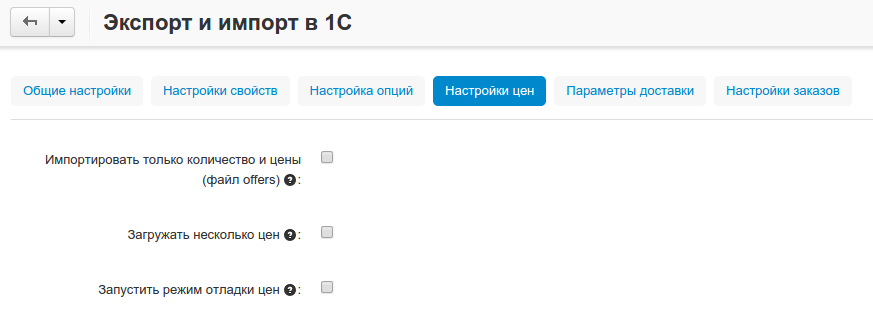 Экспорт и импорт в 1С
Общие настройки Настройки свойств Настройка опций Настройки цен Параметры доставки Настройки заказов
Импортировать только количество и цены
(файл offers) ?:
Загружать несколько цен ?:
Запустить режим отладки цен ?: